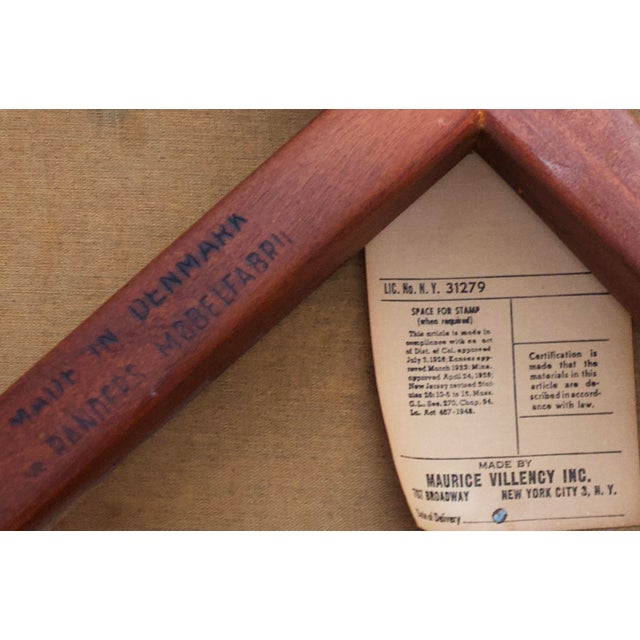 MADE IN DENMARK
RANDERS MØBELFABRIK
LIC. No. N. Y. 31279
SPACE FOR STAMP
(when required)
This article is made in
compliance with an act
of Dist. of Col. approved
July 3, 1926; Kansas app-
roved March 1923; Minn.
approved April 24, 1929;
New Jersey revised Stat-
utes 26:10-6 to 18. Mass.
G.L., Sec. 270, Chap. 94.
La. Act 467-1948.
Certification is
made that the
materials in this
article are de-
scribed in accord-
ance with law.
MADE BY
MAURICE VILLENCY INC.
BROADWAY NEW YORK CITY 3, N. Y.
Date of Delivery